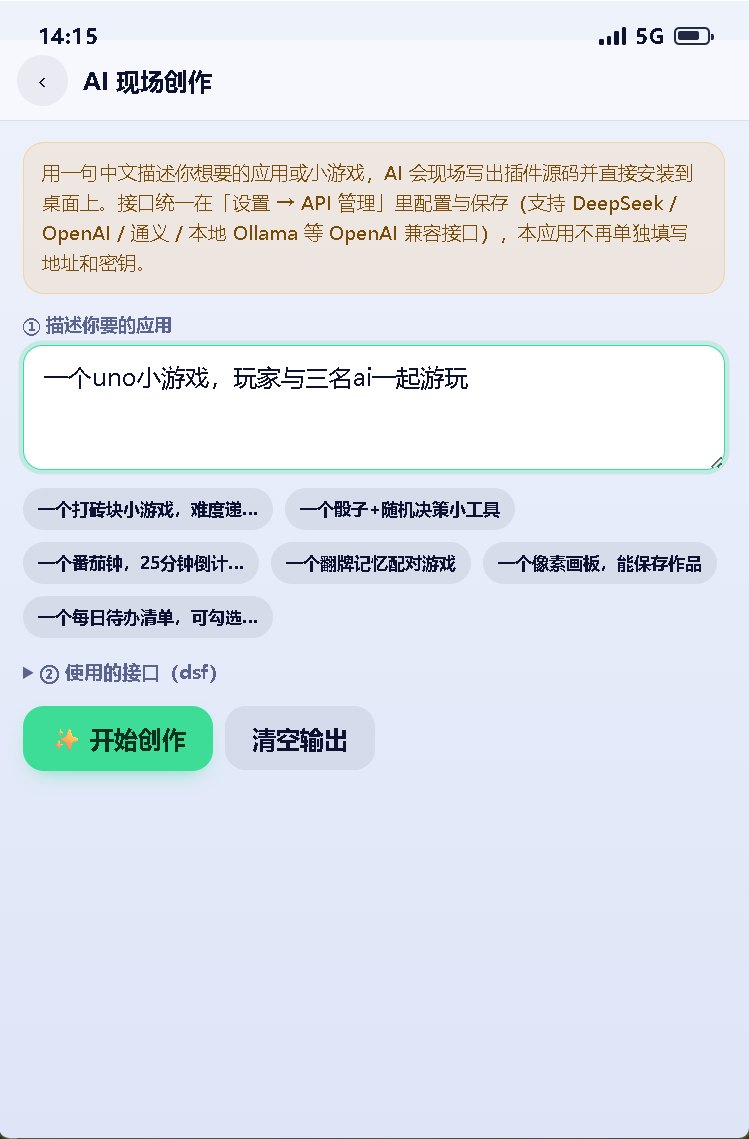 14:15
5G
‹ AI 现场创作
用一句中文描述你想要的应用或小游戏，AI 会现场写出插件源码并直接安装到
桌面上。接口统一在「设置 → API 管理」里配置与保存（支持 DeepSeek /
OpenAI / 通义 / 本地 Ollama 等 OpenAI 兼容接口），本应用不再单独填写
地址和密钥。
① 描述你要的应用
一个uno小游戏，玩家与三名ai一起游玩
一个打砖块小游戏，难度递...
一个骰子+随机决策小工具
一个番茄钟，25分钟倒计...
一个翻牌记忆配对游戏
一个像素画板，能保存作品
一个每日待办清单，可勾选...
▶ ② 使用的接口（dsf）
✨ 开始创作
清空输出